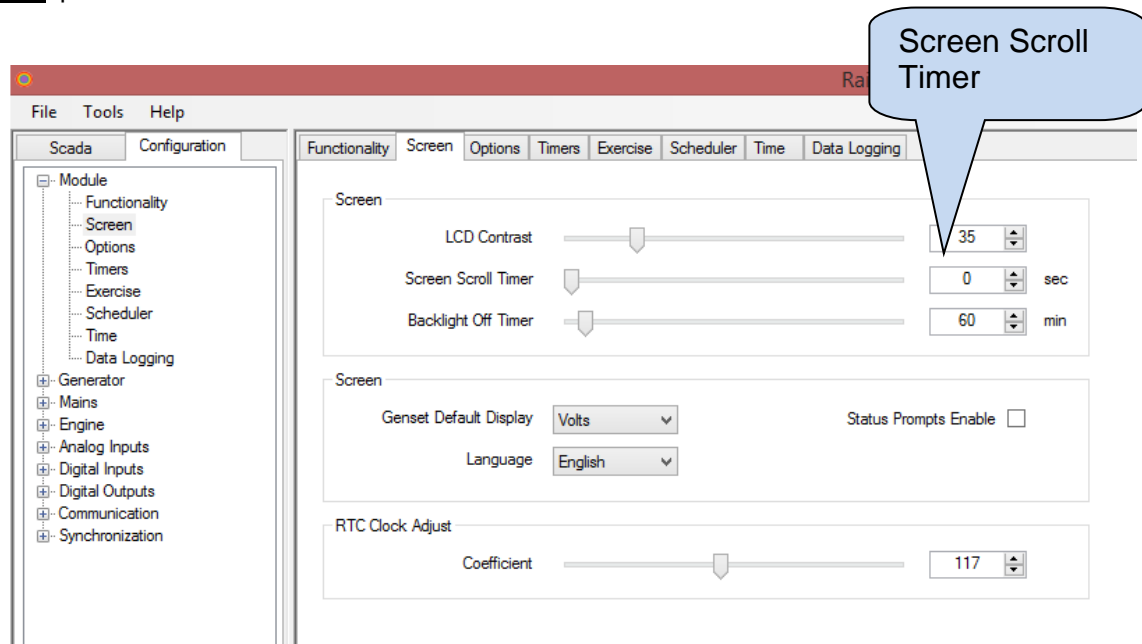 Screen Scroll
Timer
Rai
File Tools Help
Scada Configuration
Functionality Screen Options Timers Exercise Scheduler Time Data Logging
Module
Functionality
Screen
Options
Timers
Exercise
Scheduler
Time
Data Logging
Generator
Mains
Engine
Analog Inputs
Digital Inputs
Digital Outputs
Communication
Synchronization
Screen
LCD Contrast 35
Screen Scroll Timer 0 sec
Backlight Off Timer 60 min
Screen
Genset Default Display Volts Status Prompts Enable
Language English
RTC Clock Adjust
Coefficient 117